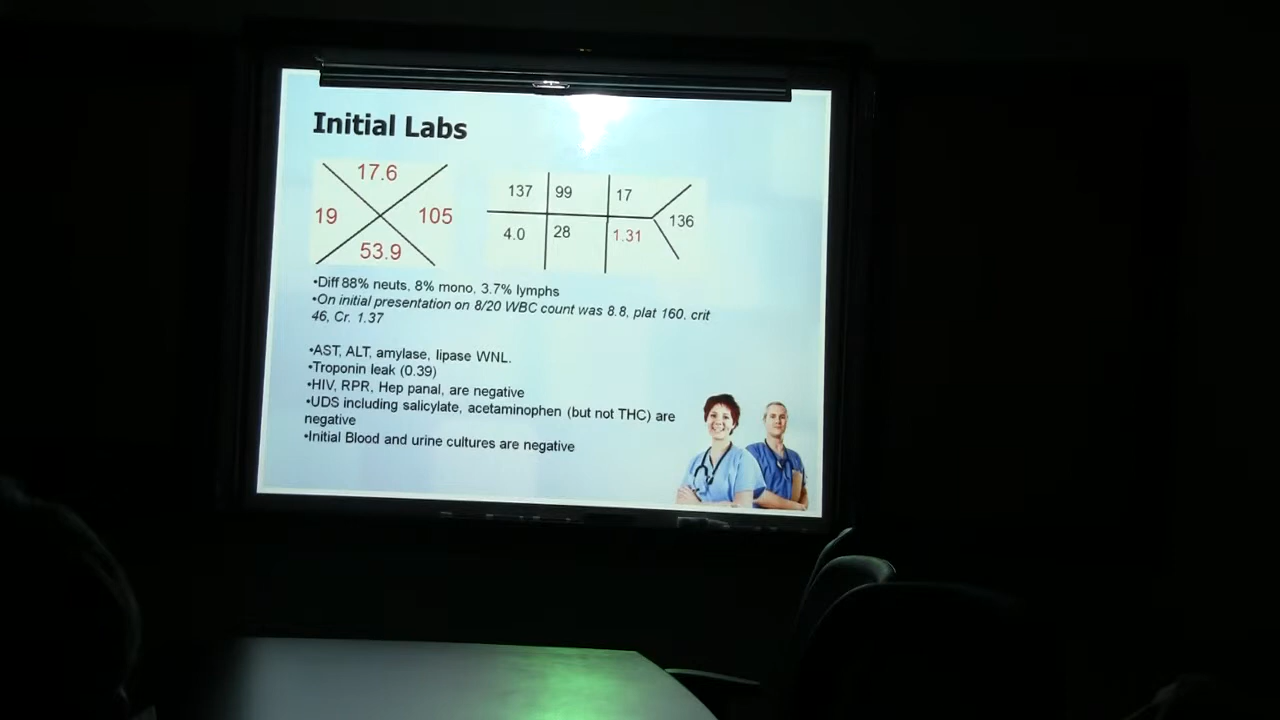 Initial Labs
17.6
19 105
53.9
137 99 17
136
4.0 28 1.31
•Diff 88% neuts, 8% mono, 3.7% lymphs
•On initial presentation on 8/20 WBC count was 8.8, plat 160, crit
46, Cr. 1.37
•AST, ALT, amylase, lipase WNL.
•Troponin leak (0.39)
•HIV, RPR, Hep panal, are negative
•UDS including salicylate, acetaminophen (but not THC) are
negative
•Initial Blood and urine cultures are negative